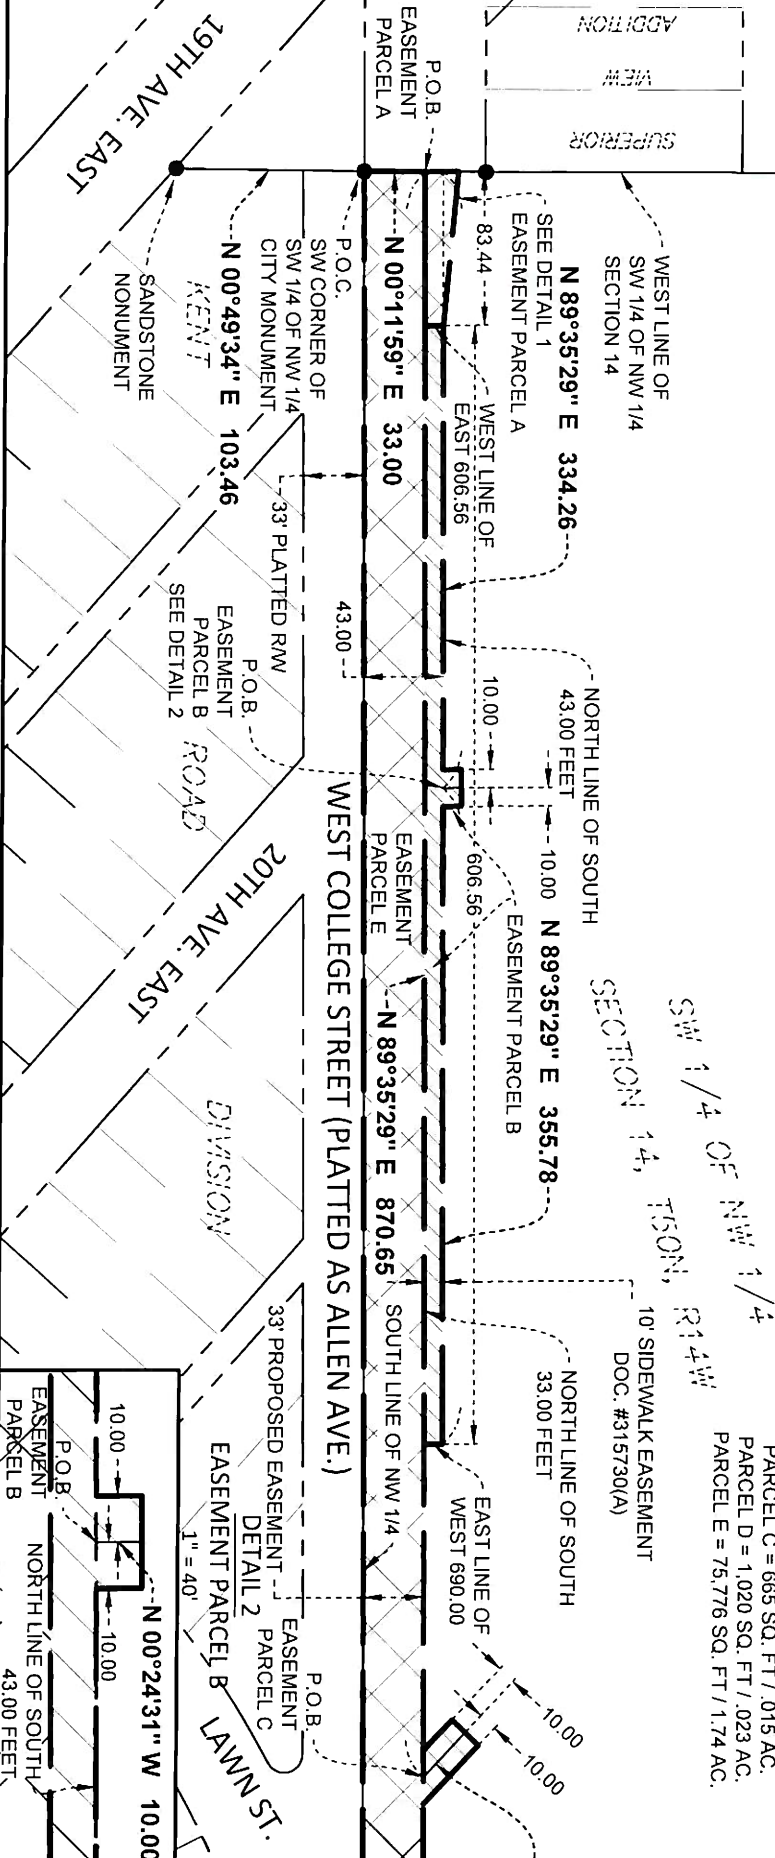 SUPERIOR
VIEW
ADDITION
WEST LINE OF
SW 1/4 OF NW 1/4
SECTION 14
N 89°35'29" E 334.26
SEE DETAIL 1
EASEMENT PARCEL A
83.44
P.O.B.
EASEMENT
PARCEL A
WEST LINE OF
EAST 606.56
N 00°11'59" E 33.00
P.O.C.
SW CORNER OF
SW 1/4 OF NW 1/4
CITY MONUMENT
N 00°49'34" E 103.46
SANDSTONE
NONUMENT
19TH AVE. EAST
KENT
33' PLATTED R/W
43.00
P.O.B.
EASEMENT
PARCEL B
SEE DETAIL 2
ROAD
20TH AVE. EAST
DIVISION
NORTH LINE OF SOUTH
43.00 FEET
10.00
10.00
606.56
N 89°35'29" E 355.78
EASEMENT PARCEL B
EASEMENT
PARCEL E
N 89°35'29" E 870.65
WEST COLLEGE STREET (PLATTED AS ALLEN AVE.)
SW 1/4 OF NW 1/4
SECTION 14, T50N, R14W
PARCEL C = 665 SQ. FT / .015 AC.
PARCEL D = 1,020 SQ. FT / .023 AC.
PARCEL E = 75,776 SQ. FT / 1.74 AC.
10' SIDEWALK EASEMENT
DOC. #315730(A)
NORTH LINE OF SOUTH
33.00 FEET
EAST LINE OF
WEST 690.00
SOUTH LINE OF NW 1/4
33' PROPOSED EASEMENT
P.O.B.
EASEMENT
PARCEL C
10.00
10.00
LAWN ST.
DETAIL 2
EASEMENT PARCEL B
1" = 40'
N 00°24'31" W 10.00
10.00
10.00
P.O.B.
EASEMENT
PARCEL B
NORTH LINE OF SOUTH
43.00 FEET